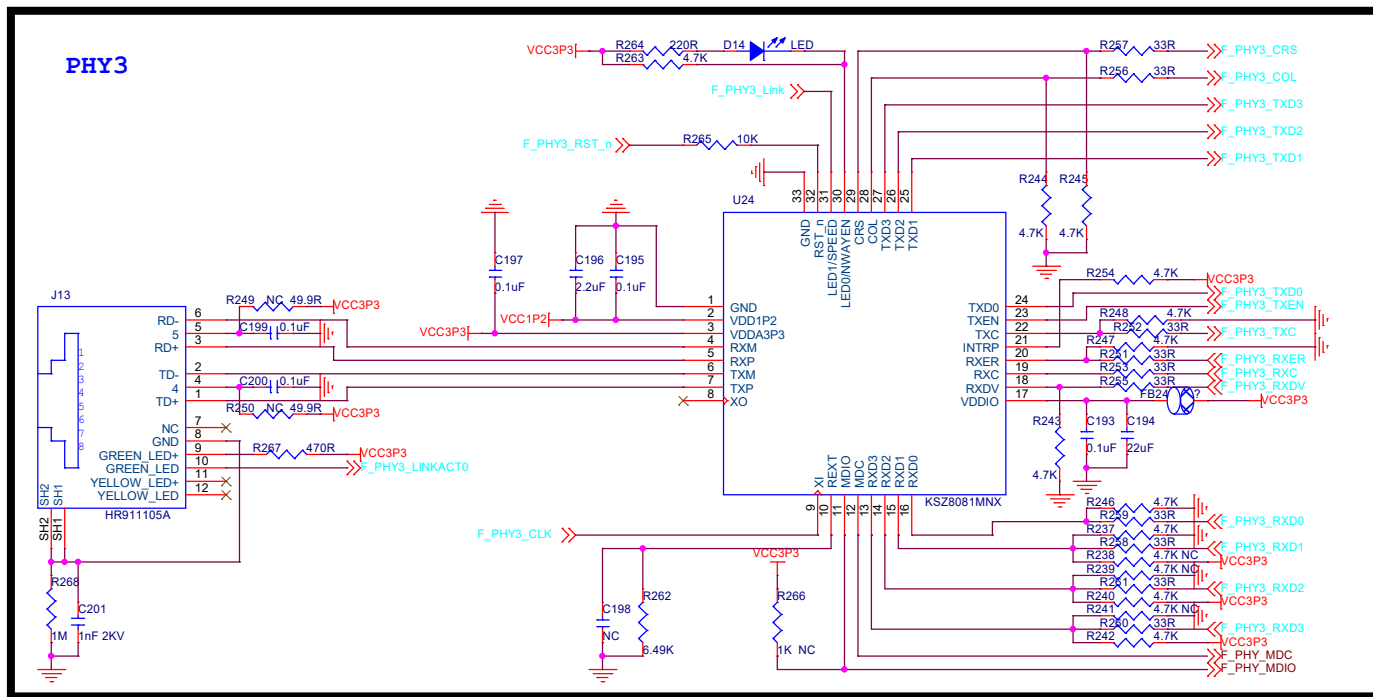 PHY3
VCC3P3 R264 220R D14 LED
R263 4.7K
F_PHY3_Link
F_PHY3_RST_n R265 10K
R257 33R F_PHY3_CRS
R256 33R F_PHY3_COL
F_PHY3_TXD3
F_PHY3_TXD2
F_PHY3_TXD1
R244 R245
4.7K 4.7K
U24
33 32 31 30 29 28 27 26 25
GND RST_n LED1/SPEED LED0/NWAYEN CRS COL TXD3 TXD2 TXD1
C197 C196 C195
0.1uF 2.2uF 0.1uF
VCC1P2
VCC3P3
1 GND
2 VDD1P2
3 VDDA3P3
4 RXM
5 RXP
6 TXM
7 TXP
8 XO
TXD0 24
TXEN 23
TXC 22
INTRP 21
RXER 20
RXC 19
RXDV 18
VDDIO 17
R254 4.7K VCC3P3
F_PHY3_TXD0
F_PHY3_TXEN
R248 4.7K
R252 33R F_PHY3_TXC
R247 4.7K
R251 33R F_PHY3_RXER
R253 33R F_PHY3_RXC
R255 33R F_PHY3_RXDV
FB24 ? VCC3P3
R243 C193 C194
4.7K 0.1uF 22uF
J13
1
2
3
4
5
6
7
8
R249 NC 49.9R VCC3P3
RD- 6
5 5
RD+ 3
C199 0.1uF
TD- 2
4 4
TD+ 1
C200 0.1uF
R250 NC 49.9R VCC3P3
NC 7
GND 8
GREEN_LED+ 9
GREEN_LED 10
YELLOW_LED+ 11
YELLOW_LED 12
R267 470R VCC3P3
F_PHY3_LINKACT0
SH2 SH1
SH2 SH1
HR911105A
R268 C201
1M 1nF 2KV
KSZ8081MNX
XI REXT MDIO MDC RXD3 RXD2 RXD1 RXD0
9 10 11 12 13 14 15 16
F_PHY3_CLK
VCC3P3
C198 R262 R266
NC 6.49K 1K NC
R246 4.7K
R259 33R F_PHY3_RXD0
R237 4.7K
R258 33R F_PHY3_RXD1
R238 4.7K NC VCC3P3
R239 4.7K NC
R261 33R F_PHY3_RXD2
R240 4.7K VCC3P3
R241 4.7K NC
R260 33R F_PHY3_RXD3
R242 4.7K VCC3P3
F_PHY_MDC
F_PHY_MDIO